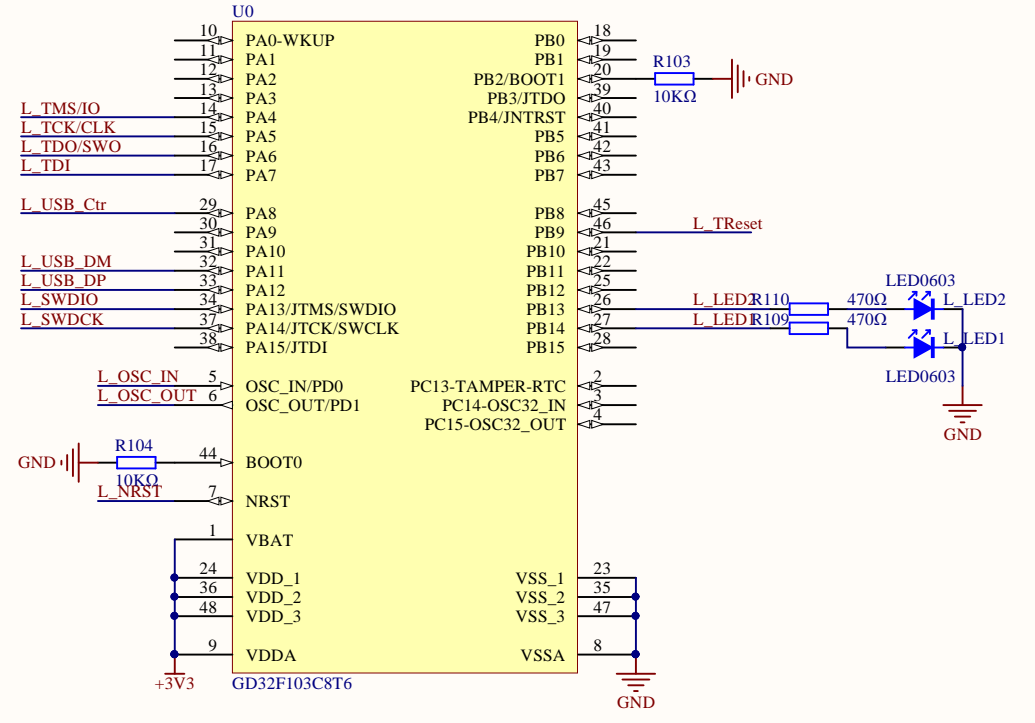 U0
10 PA0-WKUP PB0 18
11 PA1 PB1 19
12 PA2 PB2/BOOT1 20 R103 10KΩ GND
13 PA3 PB3/JTDO 39
L_TMS/IO 14 PA4 PB4/JNTRST 40
L_TCK/CLK 15 PA5 PB5 41
L_TDO/SWO 16 PA6 PB6 42
L_TDI 17 PA7 PB7 43
L_USB_Ctr 29 PA8 PB8 45
30 PA9 PB9 46 L_TReset
31 PA10 PB10 21
L_USB_DM 32 PA11 PB11 22
L_USB_DP 33 PA12 PB12 25
L_SWDIO 34 PA13/JTMS/SWDIO PB13 26 L_LED2 R110 470Ω LED0603 L_LED2
L_SWDCK 37 PA14/JTCK/SWCLK PB14 27 L_LED1 R109 470Ω L_LED1
38 PA15/JTDI PB15 28
LED0603
L_OSC_IN 5 OSC_IN/PD0 PC13-TAMPER-RTC 2
L_OSC_OUT 6 OSC_OUT/PD1 PC14-OSC32_IN 3
PC15-OSC32_OUT 4
GND
R104
GND 44 BOOT0
10KΩ
L_NRST 7 NRST
1 VBAT
24 VDD_1 VSS_1 23
36 VDD_2 VSS_2 35
48 VDD_3 VSS_3 47
9 VDDA VSSA 8
+3V3 GD32F103C8T6
GND